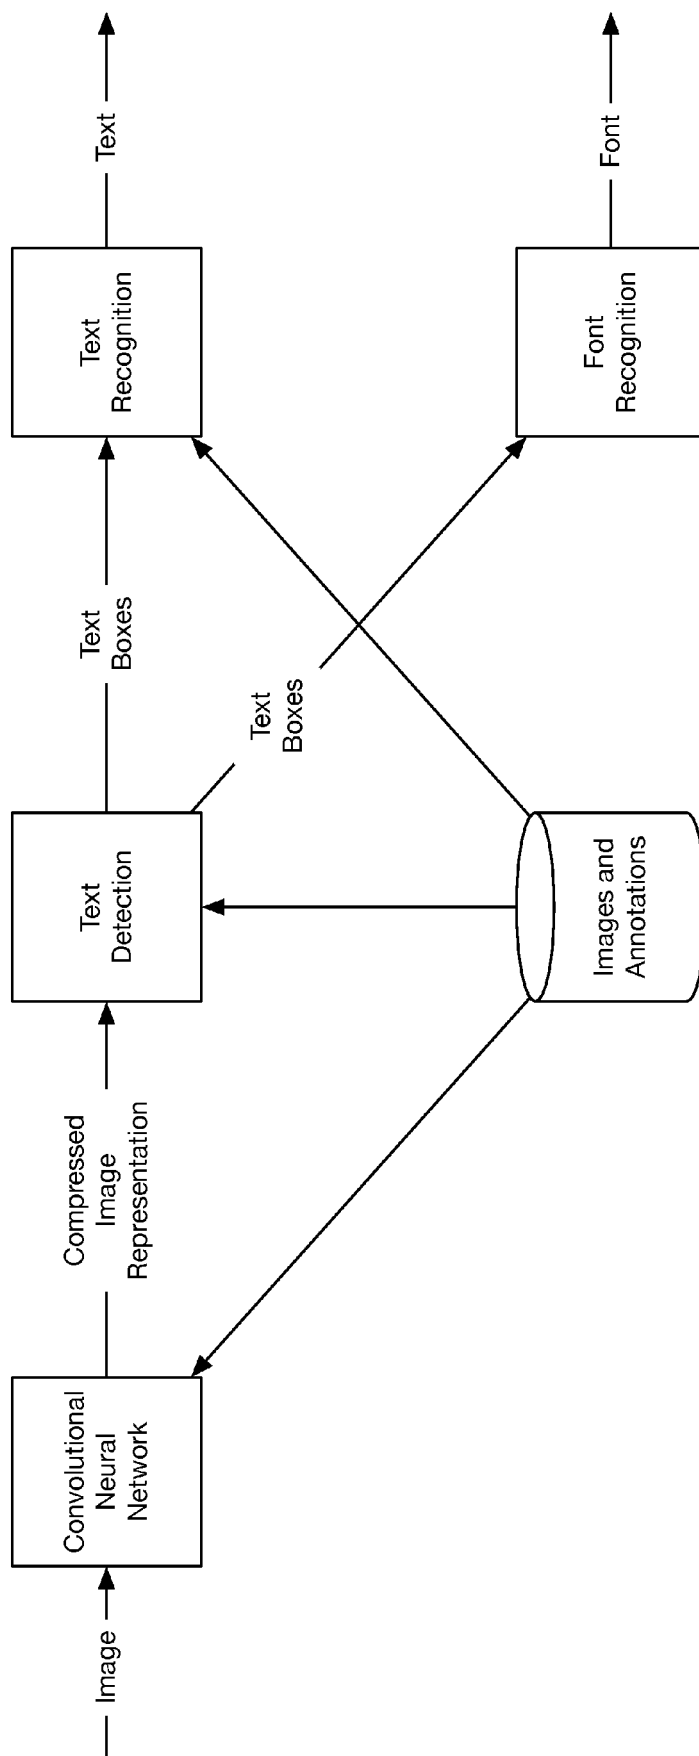 Image
Convolutional
Neural
Network
Compressed
Image
Representation
Text
Detection
Text
Boxes
Text
Recognition
Text
Text
Boxes
Images and
Annotations
Font
Recognition
Font